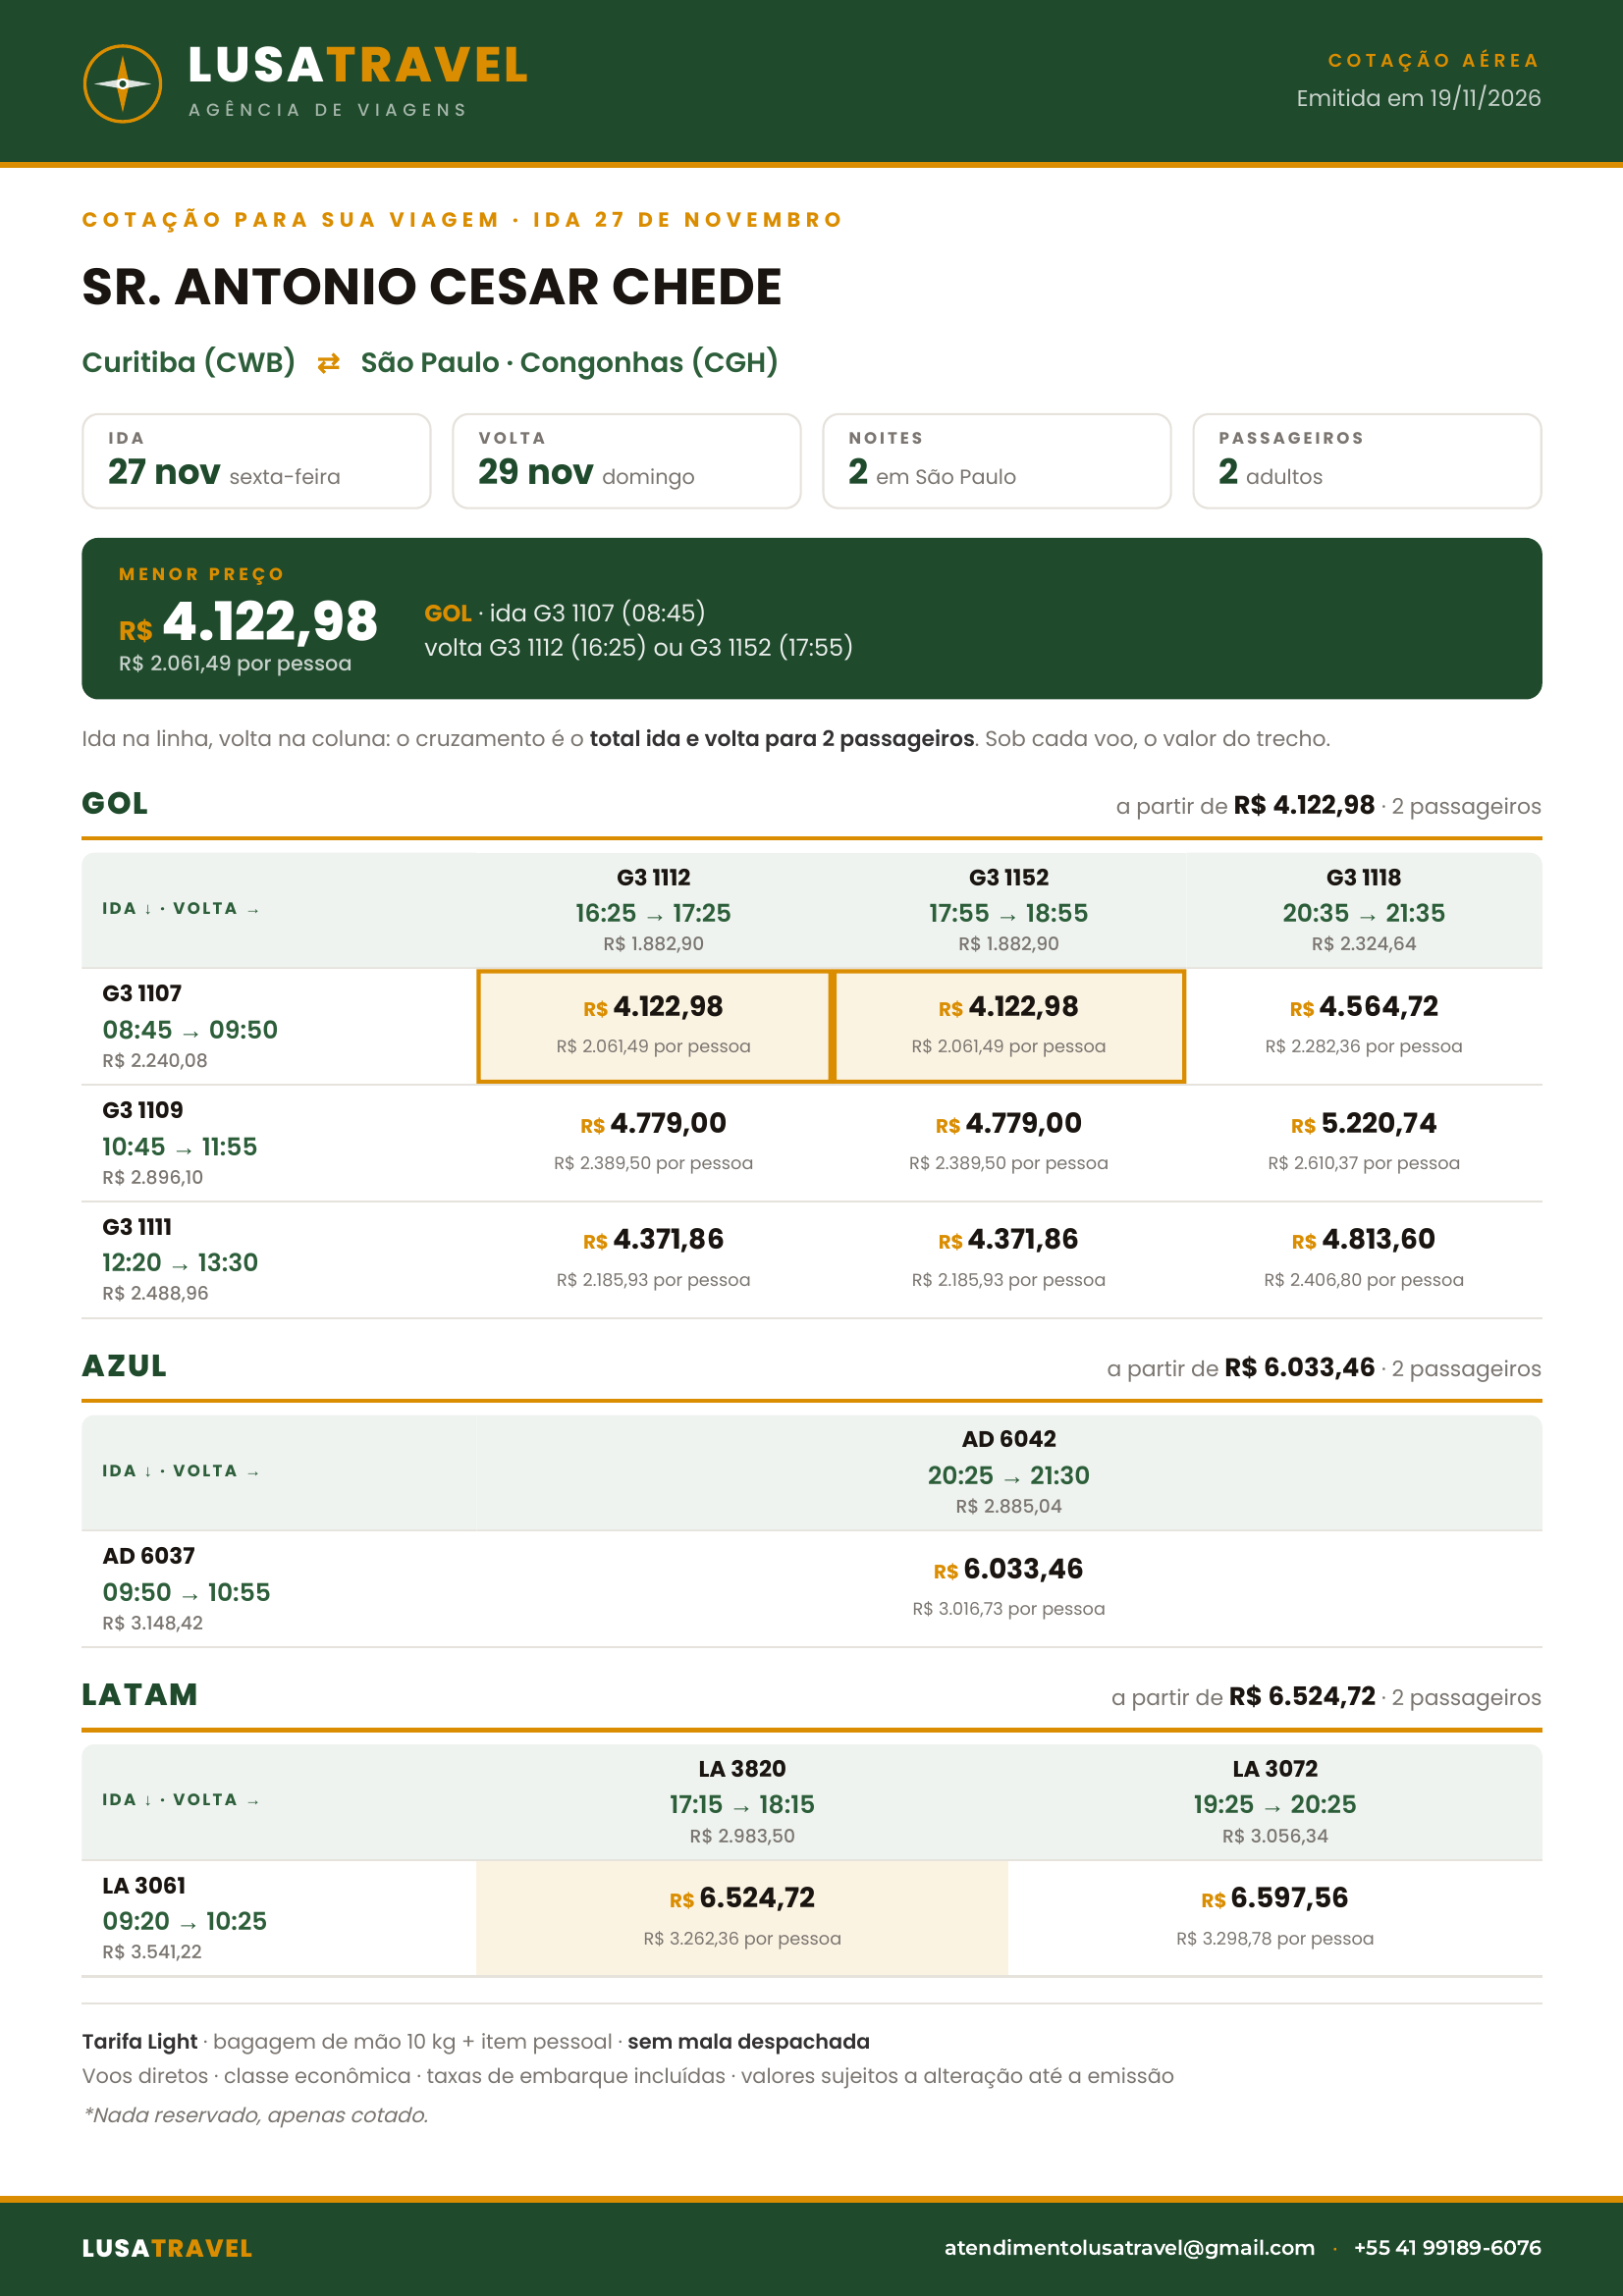 LUSATRAVEL
AGÊNCIA DE VIAGENS
COTAÇÃO AÉREA
Emitida em 19/11/2026
COTAÇÃO PARA SUA VIAGEM · IDA 27 DE NOVEMBRO
SR. ANTONIO CESAR CHEDE
Curitiba (CWB) ⇄ São Paulo · Congonhas (CGH)
IDA
27 nov sexta-feira
VOLTA
29 nov domingo
NOITES
2 em São Paulo
PASSAGEIROS
2 adultos
MENOR PREÇO
R$ 4.122,98
R$ 2.061,49 por pessoa
GOL · ida G3 1107 (08:45)
volta G3 1112 (16:25) ou G3 1152 (17:55)
Ida na linha, volta na coluna: o cruzamento é o total ida e volta para 2 passageiros. Sob cada voo, o valor do trecho.
GOL
a partir de R$ 4.122,98 · 2 passageiros
IDA ↓ · VOLTA →
G3 1112
16:25 → 17:25
R$ 1.882,90
G3 1152
17:55 → 18:55
R$ 1.882,90
G3 1118
20:35 → 21:35
R$ 2.324,64
G3 1107
08:45 → 09:50
R$ 2.240,08
R$ 4.122,98
R$ 2.061,49 por pessoa
R$ 4.122,98
R$ 2.061,49 por pessoa
R$ 4.564,72
R$ 2.282,36 por pessoa
G3 1109
10:45 → 11:55
R$ 2.896,10
R$ 4.779,00
R$ 2.389,50 por pessoa
R$ 4.779,00
R$ 2.389,50 por pessoa
R$ 5.220,74
R$ 2.610,37 por pessoa
G3 1111
12:20 → 13:30
R$ 2.488,96
R$ 4.371,86
R$ 2.185,93 por pessoa
R$ 4.371,86
R$ 2.185,93 por pessoa
R$ 4.813,60
R$ 2.406,80 por pessoa
AZUL
a partir de R$ 6.033,46 · 2 passageiros
IDA ↓ · VOLTA →
AD 6042
20:25 → 21:30
R$ 2.885,04
AD 6037
09:50 → 10:55
R$ 3.148,42
R$ 6.033,46
R$ 3.016,73 por pessoa
LATAM
a partir de R$ 6.524,72 · 2 passageiros
IDA ↓ · VOLTA →
LA 3820
17:15 → 18:15
R$ 2.983,50
LA 3072
19:25 → 20:25
R$ 3.056,34
LA 3061
09:20 → 10:25
R$ 3.541,22
R$ 6.524,72
R$ 3.262,36 por pessoa
R$ 6.597,56
R$ 3.298,78 por pessoa
Tarifa Light · bagagem de mão 10 kg + item pessoal · sem mala despachada
Voos diretos · classe econômica · taxas de embarque incluídas · valores sujeitos a alteração até a emissão
*Nada reservado, apenas cotado.
LUSATRAVEL
atendimentolusatravel@gmail.com · +55 41 99189-6076